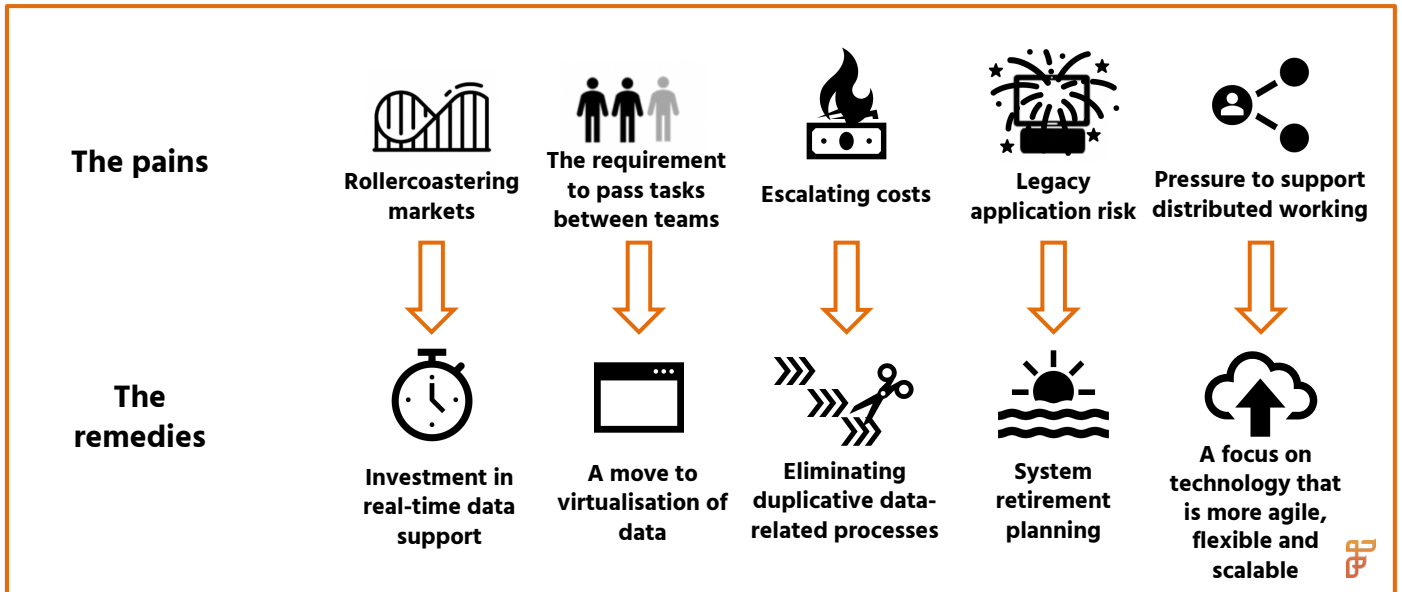 The pains
Rollercoastering
markets
The requirement
to pass tasks
between teams
Escalating costs
Legacy
application risk
Pressure to support
distributed working
The
remedies
Investment in
real-time data
support
A move to
virtualisation of
data
Eliminating
duplicative data-
related processes
System
retirement
planning
A focus on
technology that
is more agile,
flexible and
scalable